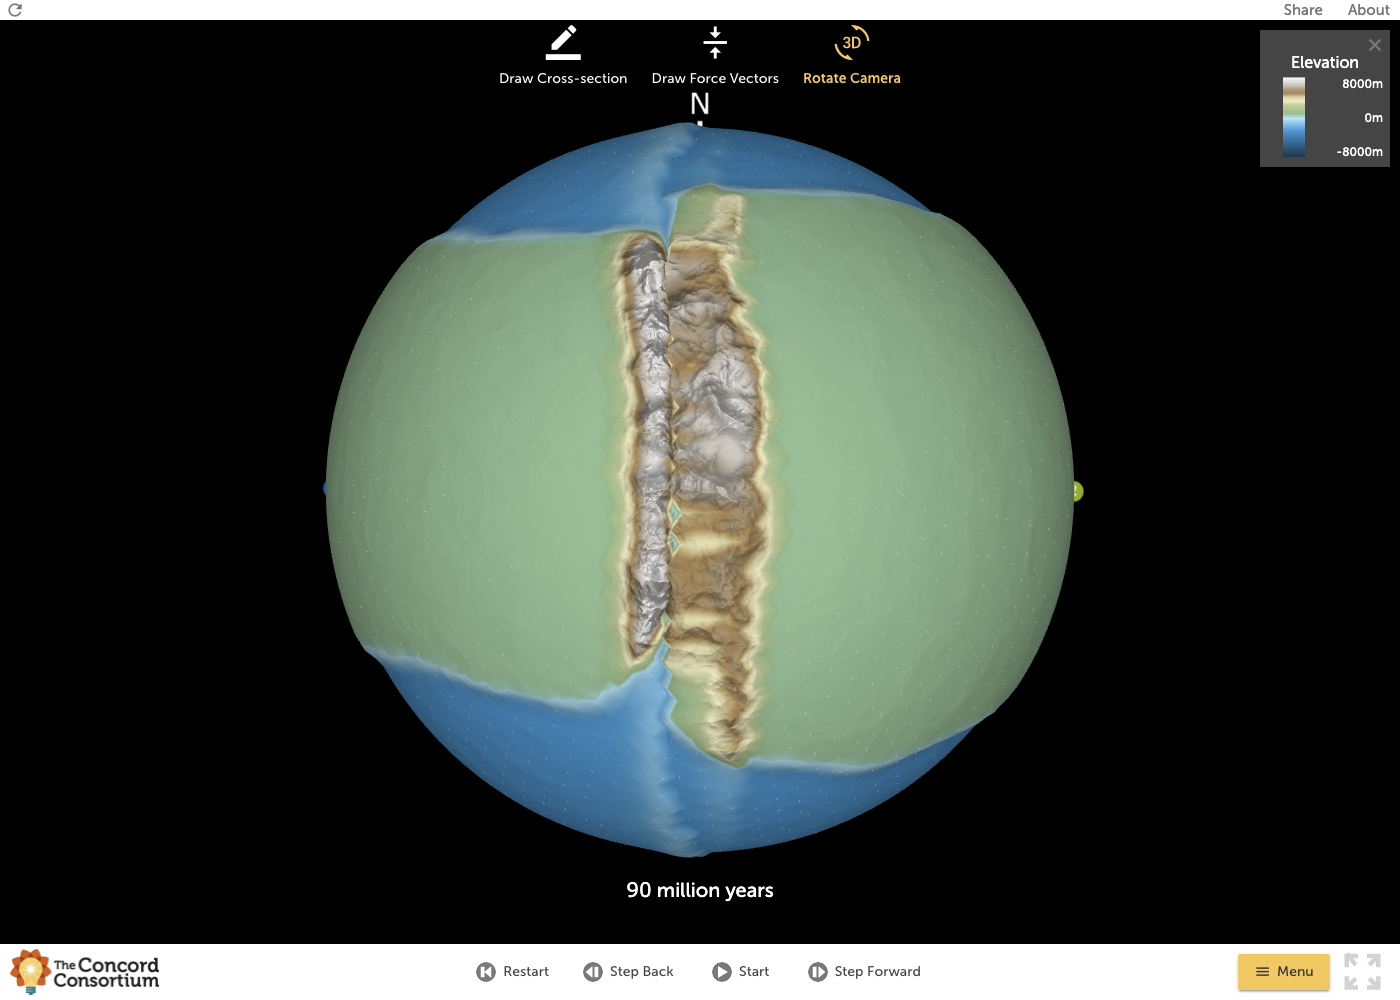 Share About
Draw Cross-section Draw Force Vectors 3D Rotate Camera
Elevation
8000m
0m
-8000m
N
90 million years
The Concord
Consortium
Restart Step Back Start Step Forward Menu